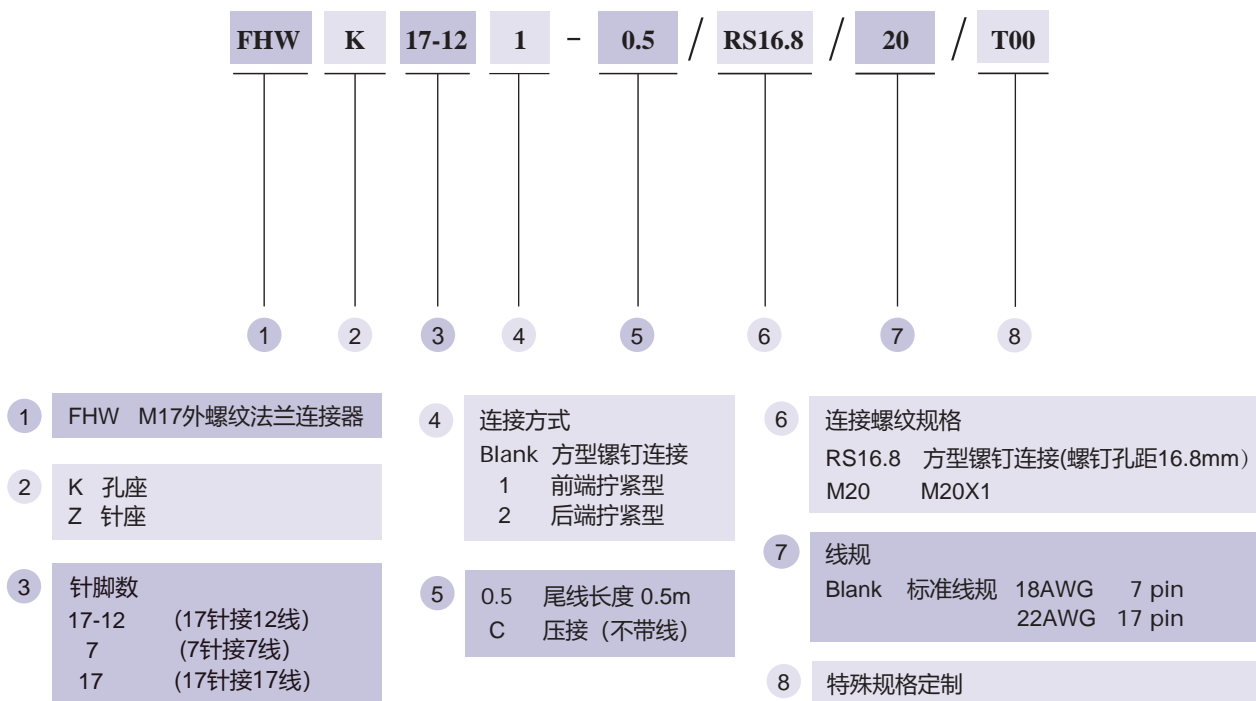 FHW K 17-12 1 - 0.5 / RS16.8 / 20 / T00
1 2 3 4 5 6 7 8
1 FHW M17外螺纹法兰连接器
2 K 孔座
Z 针座
3 针脚数
17-12 (17针接12线)
7 (7针接7线)
17 (17针接17线)
4 连接方式
Blank 方型镙钉连接
1 前端拧紧型
2 后端拧紧型
5 0.5 尾线长度 0.5m
C 压接 (不带线)
6 连接螺纹规格
RS16.8 方型镙钉连接(螺钉孔距16.8mm)
M20 M20X1
7 线规
Blank 标准线规 18AWG 7 pin
22AWG 17 pin
8 特殊规格定制